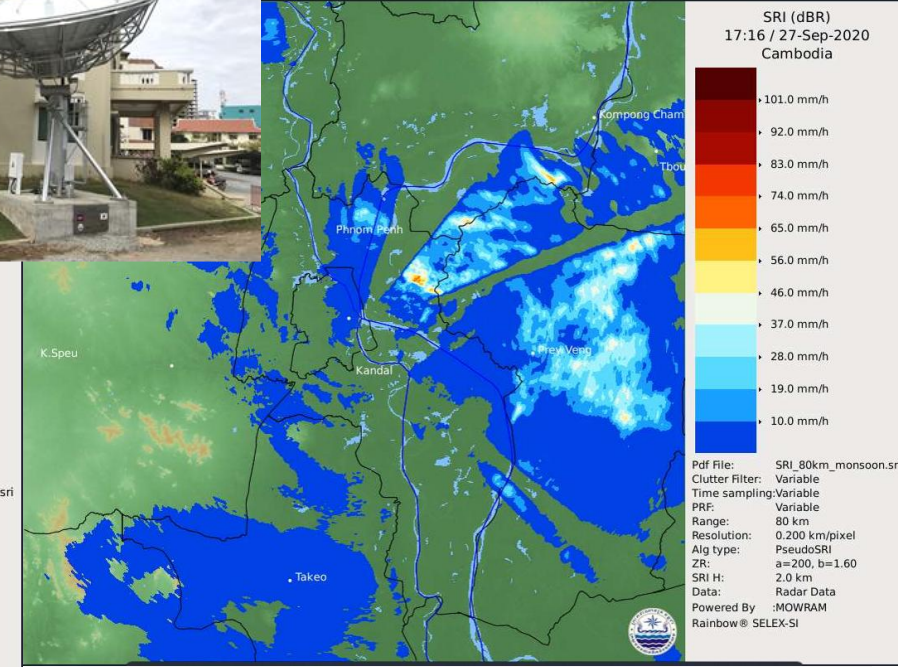 SRI (dBR)
17:16 / 27-Sep-2020
Cambodia
101.0 mm/h
92.0 mm/h
83.0 mm/h
74.0 mm/h
65.0 mm/h
56.0 mm/h
46.0 mm/h
37.0 mm/h
28.0 mm/h
19.0 mm/h
10.0 mm/h
Pdf File: SRI_80km_monsoon.sr
Clutter Filter: Variable
Time sampling:Variable
PRF: Variable
Range: 80 km
Resolution: 0.200 km/pixel
Alg type: PseudoSRI
ZR: a=200, b=1.60
SRI H: 2.0 km
Data: Radar Data
Powered By :MOWRAM
Rainbow® SELEX-SI
Kompong Cham
Tbou
Phnom Penh
K.Speu
Prey Veng
Kandal
sri
Takeo